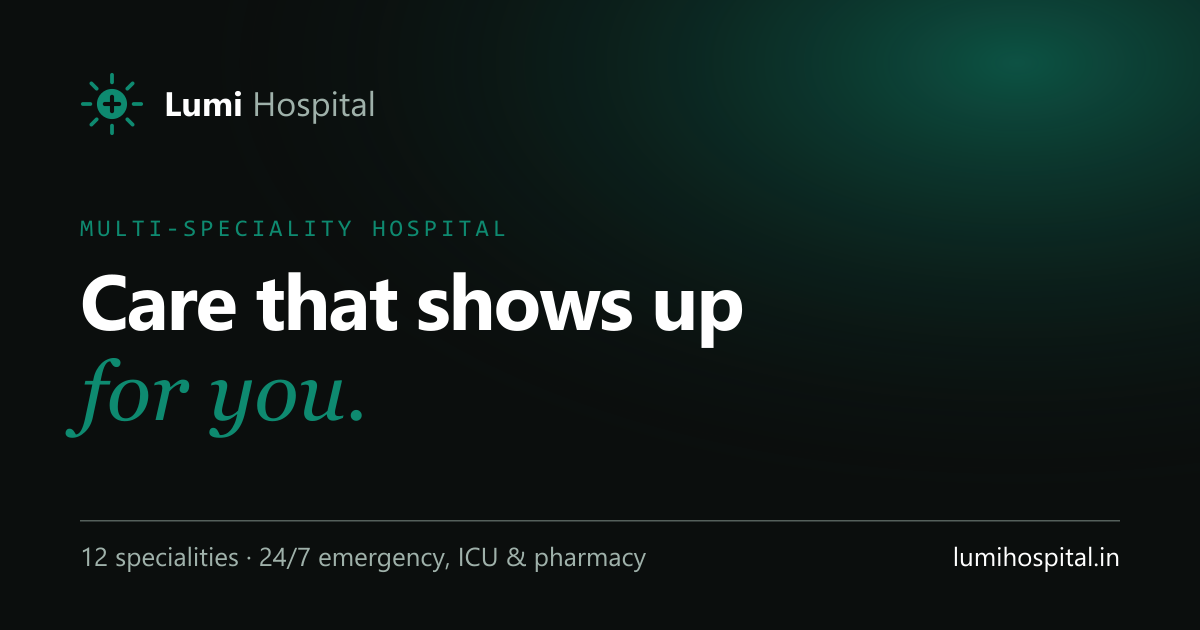 Lumi Hospital
MULTI-SPECIALITY HOSPITAL
Care that shows up
for you.
12 specialities · 24/7 emergency, ICU & pharmacy
lumihospital.in